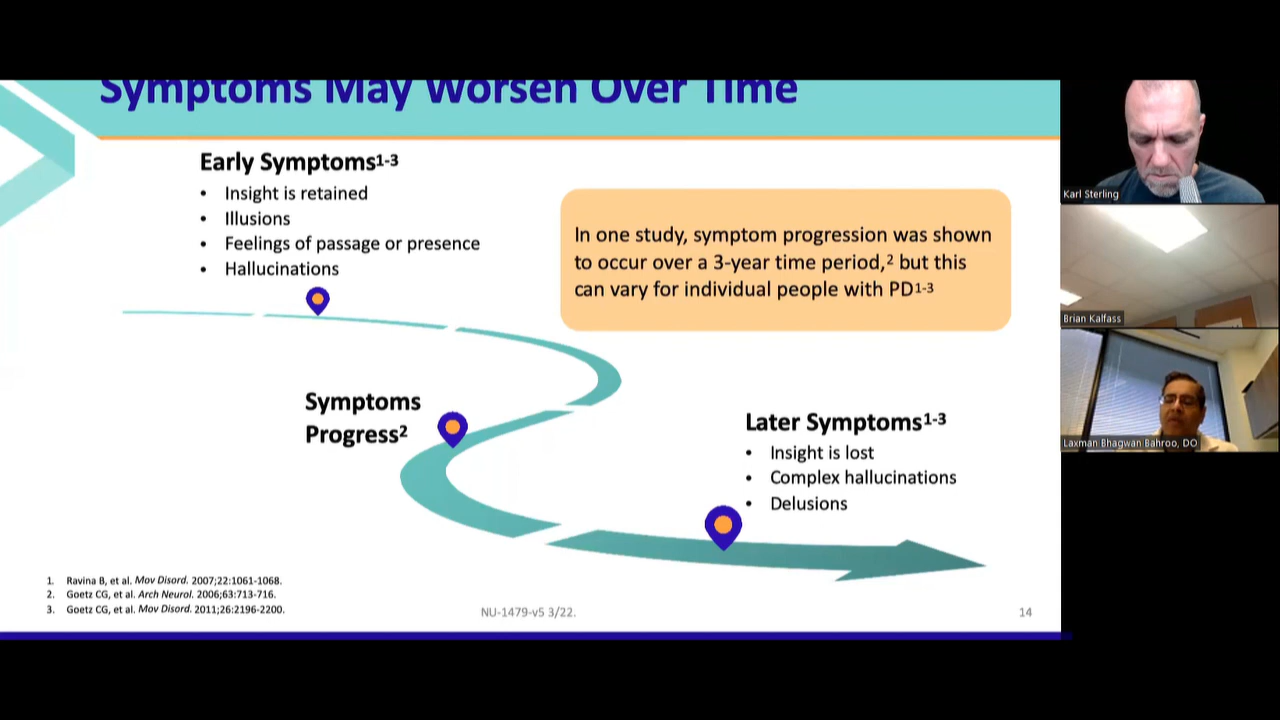 Symptoms May Worsen Over Time
Early Symptoms1-3
• Insight is retained
• Illusions
• Feelings of passage or presence
• Hallucinations
In one study, symptom progression was shown
to occur over a 3-year time period,2 but this
can vary for individual people with PD1-3
Symptoms
Progress2
Later Symptoms1-3
• Insight is lost
• Complex hallucinations
• Delusions
1. Ravina B, et al. Mov Disord. 2007;22:1061-1068.
2. Goetz CG, et al. Arch Neurol. 2006;63:713-716.
3. Goetz CG, et al. Mov Disord. 2011;26:2196-2200.
NU-1479-v5 3/22.
14
Karl Sterling
Brian Kalfass
Laxman Bhagwan Bahroo, DO